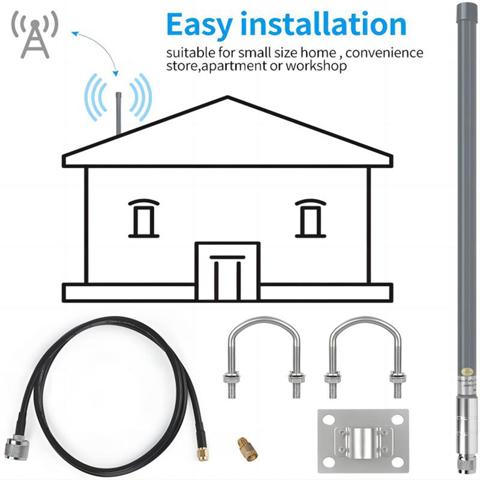 Easy installation
suitable for small size home , convenience
store,apartment or workshop